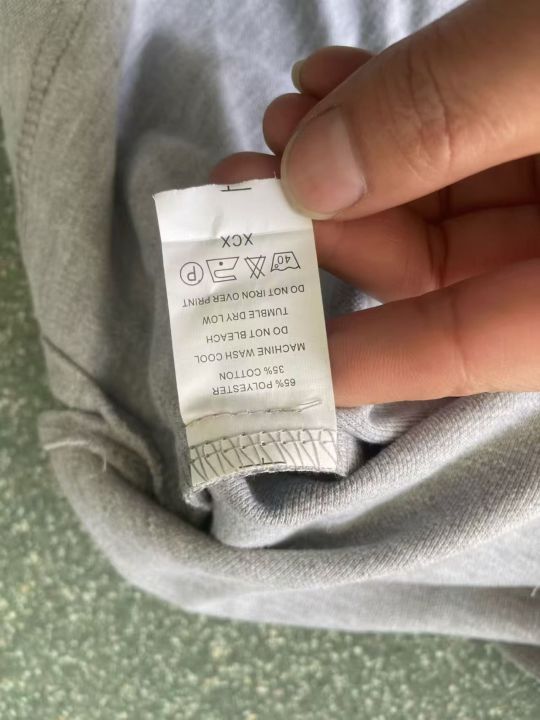 65% POLYESTER
35% COTTON
MACHINE WASH COOL
DO NOT BLEACH
TUMBLE DRY LOW
DO NOT IRON OVER PRINT
40° P
XCX